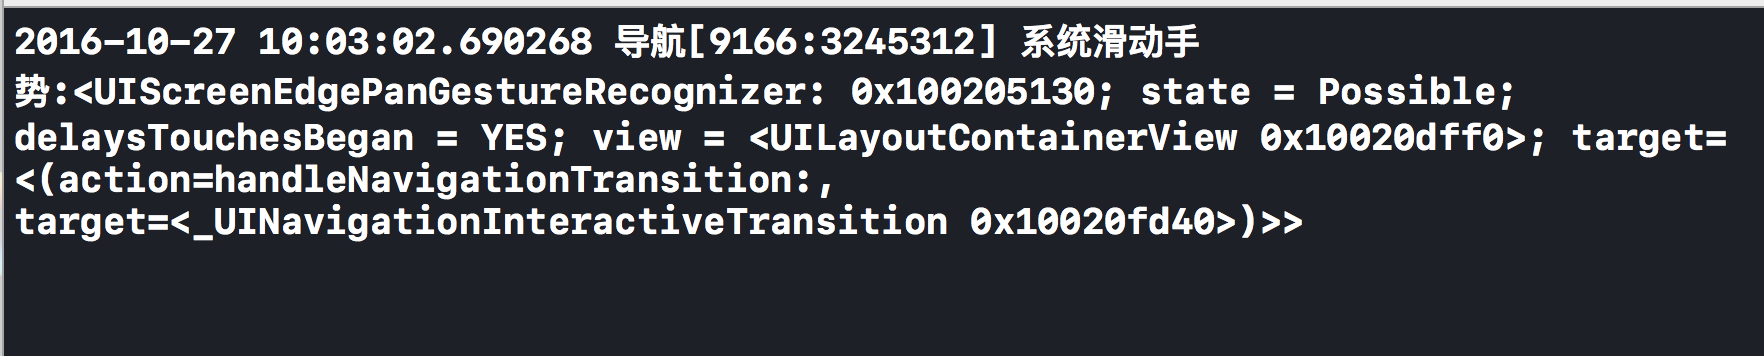 2016-10-27 10:03:02.690268 导航[9166:3245312] 系统滑动手
势:<UIScreenEdgePanGestureRecognizer: 0x100205130; state = Possible;
delaysTouchesBegan = YES; view = <UILayoutContainerView 0x10020dff0>; target=
<(action=handleNavigationTransition:,
target=<_UINavigationInteractiveTransition 0x10020fd40>)>>